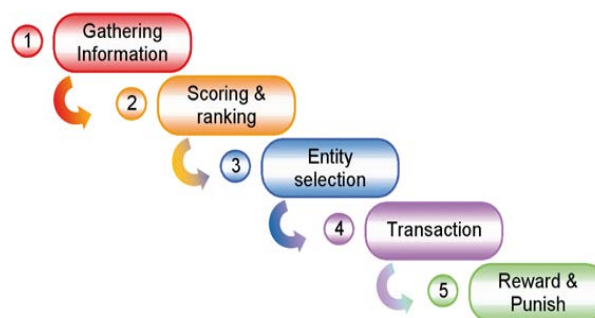 1
Gathering
Information
2
Scoring &
ranking
3
Entity
selection
4
Transaction
5
Reward &
Punish